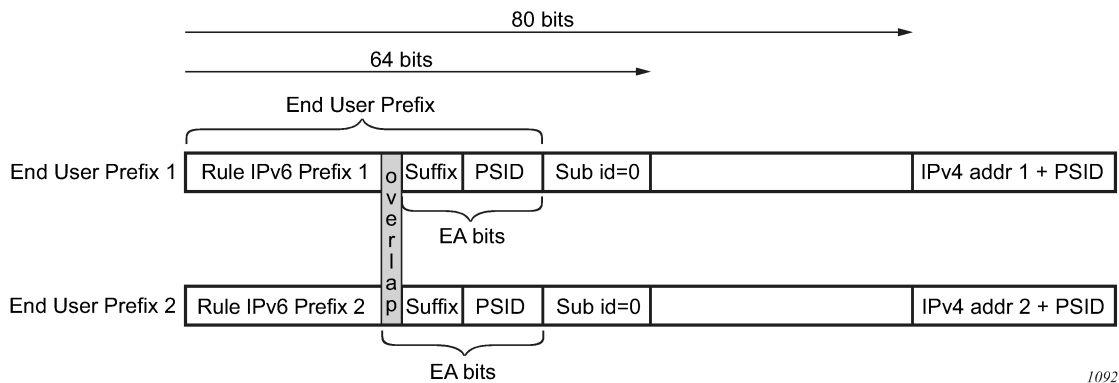 80 bits
64 bits
End User Prefix
End User Prefix 1 Rule IPv6 Prefix 1 Suffix PSID Sub id=0 IPv4 addr 1 + PSID
overlap
EA bits
End User Prefix 2 Rule IPv6 Prefix 2 Suffix PSID Sub id=0 IPv4 addr 2 + PSID
EA bits
1092